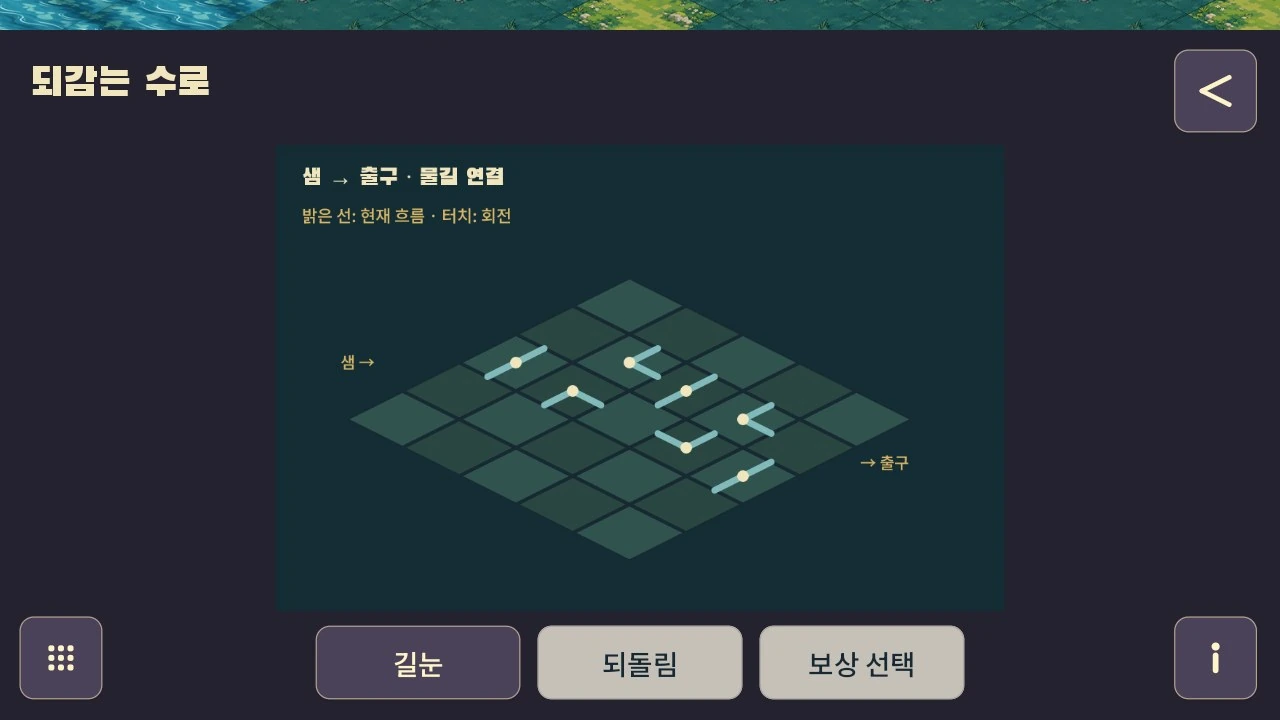 되감는 수로
샘 → 출구 · 물길 연결
밝은 선: 현재 흐름 · 터치: 회전
샘 →
→ 출구
길눈
되돌림
보상 선택